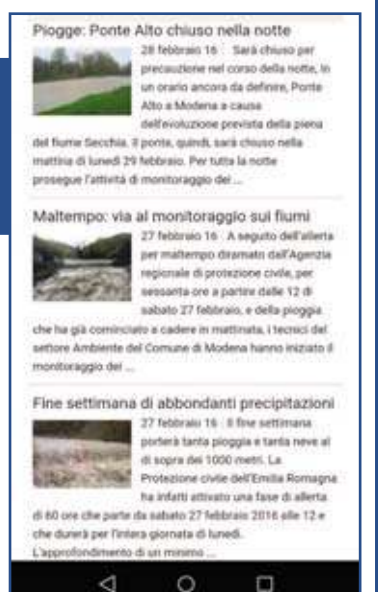 Piogge: Ponte Alto chiuso nella notte
28 febbraio 16   Sarà chiuso per
precauzione nel corso della notte, in
un orario ancora da definire, Ponte
Alto a Modena a causa
dell'evoluzione prevista della piena
del fiume Secchia. Il ponte, quindi, sarà chiuso nella
mattina di lunedì 29 febbraio. Per tutta la notte
prosegue l'attività di monitoraggio dei ...
Maltempo: via al monitoraggio sui fiumi
27 febbraio 16   A seguito dell'allerta
per maltempo diramato dall'Agenzia
regionale di protezione civile, per
sessanta ore a partire dalle 12 di
sabato 27 febbraio, e della pioggia
che ha già cominciato a cadere in mattinata, i tecnici del
settore Ambiente del Comune di Modena hanno iniziato il
monitoraggio dei ...
Fine settimana di abbondanti precipitazioni
27 febbraio 16   Il fine settimana
porterà tanta pioggia e tanta neve al
di sopra dei 1000 metri. La
Protezione civile dell'Emilia Romagna
ha infatti attivato una fase di allerta
di 60 ore che parte da sabato 27 febbraio 2016 alle 12 e
che durerà per l'intera giornata di lunedì.
L'approfondimento di un minimo ...